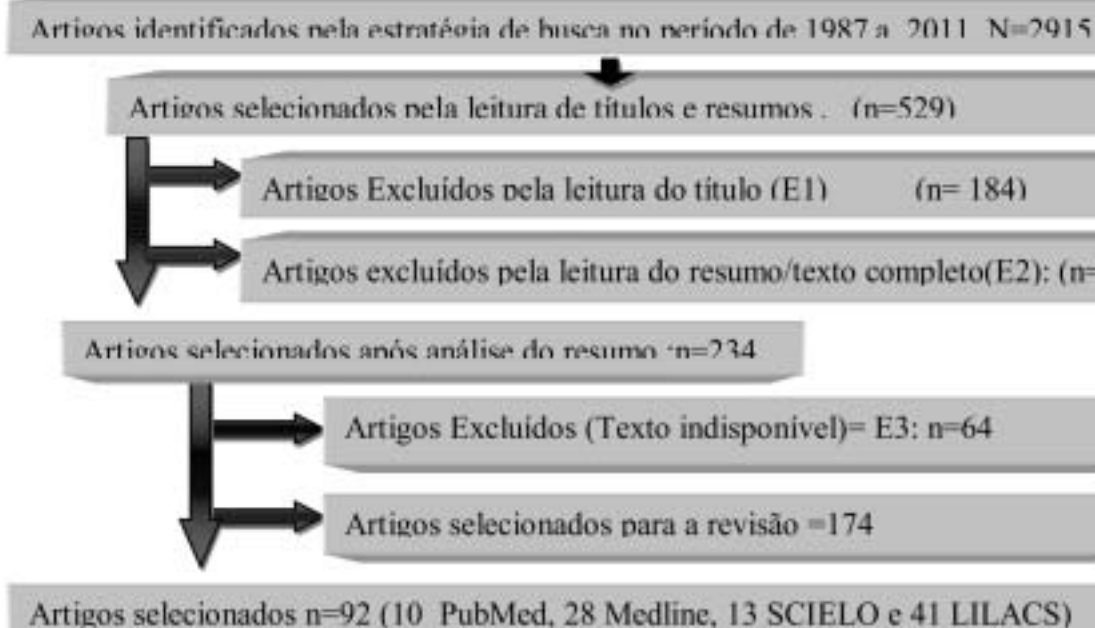 Artigos identificados pela estratégia de busca no período de 1987 a 2011 N=2915
Artigos selecionados pela leitura de títulos e resumos . (n=529)
Artigos Excluídos pela leitura do título (E1) (n= 184)
Artigos excluídos pela leitura do resumo/texto completo(E2): (n=
Artigos selecionados após análise do resumo :n=234
Artigos Excluídos (Texto indisponível)= E3: n=64
Artigos selecionados para a revisão =174
Artigos selecionados n=92 (10 PubMed, 28 Medline, 13 SCIELO e 41 LILACS)